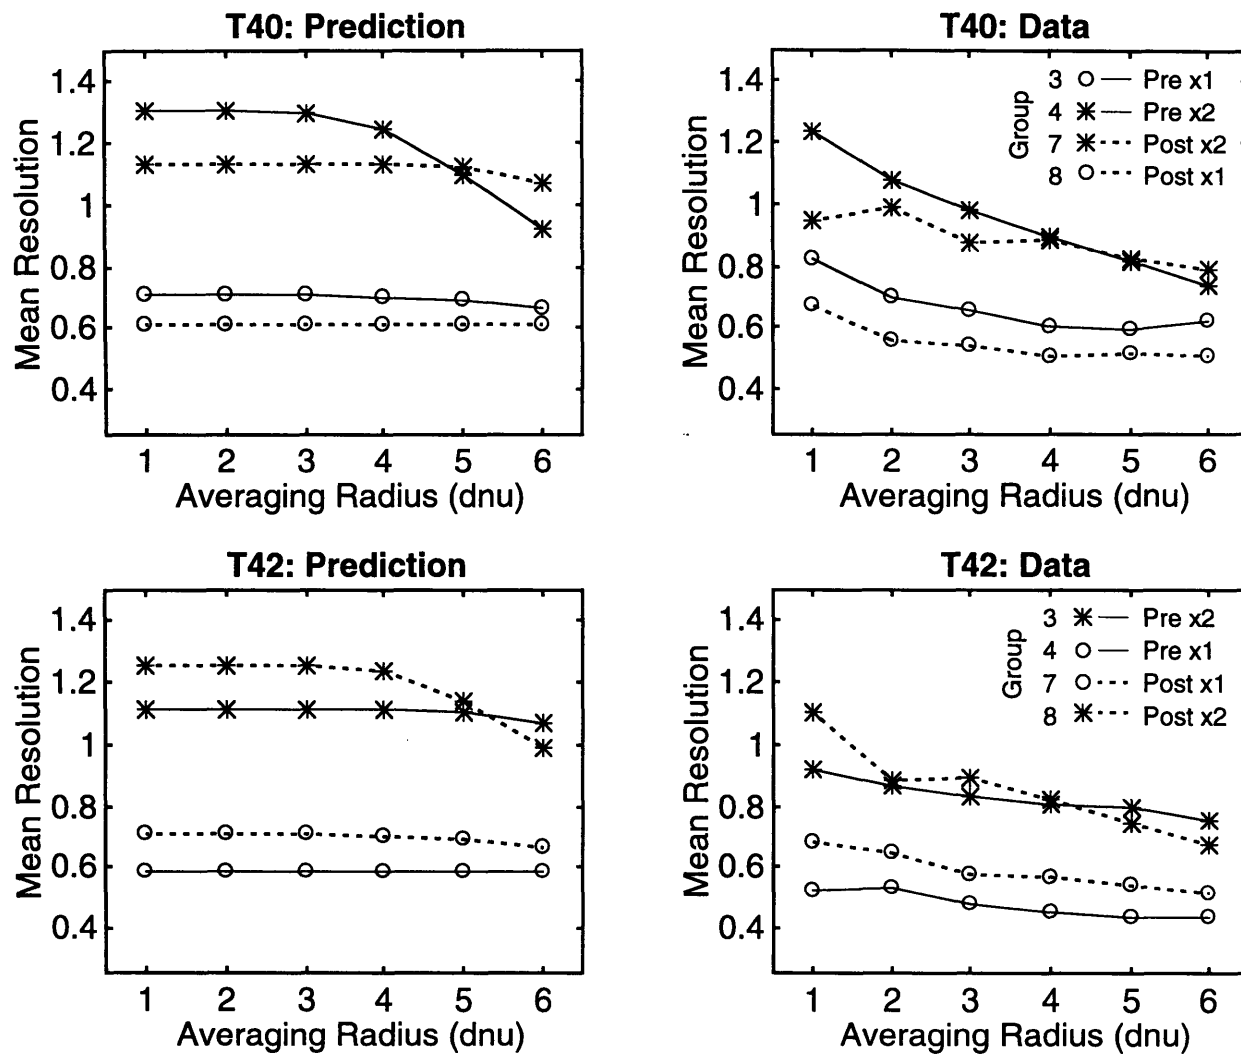 T40: Prediction
1.4
1.2
1
0.8
0.6
0.4
Mean Resolution
1 2 3 4 5 6
Averaging Radius (dnu)
T40: Data
1.4
1.2
1
0.8
0.6
0.4
Mean Resolution
Group
3 Pre x1
4 Pre x2
7 Post x2
8 Post x1
1 2 3 4 5 6
Averaging Radius (dnu)
T42: Prediction
1.4
1.2
1
0.8
0.6
0.4
Mean Resolution
1 2 3 4 5 6
Averaging Radius (dnu)
T42: Data
1.4
1.2
1
0.8
0.6
0.4
Mean Resolution
Group
3 Pre x2
4 Pre x1
7 Post x1
8 Post x2
1 2 3 4 5 6
Averaging Radius (dnu)